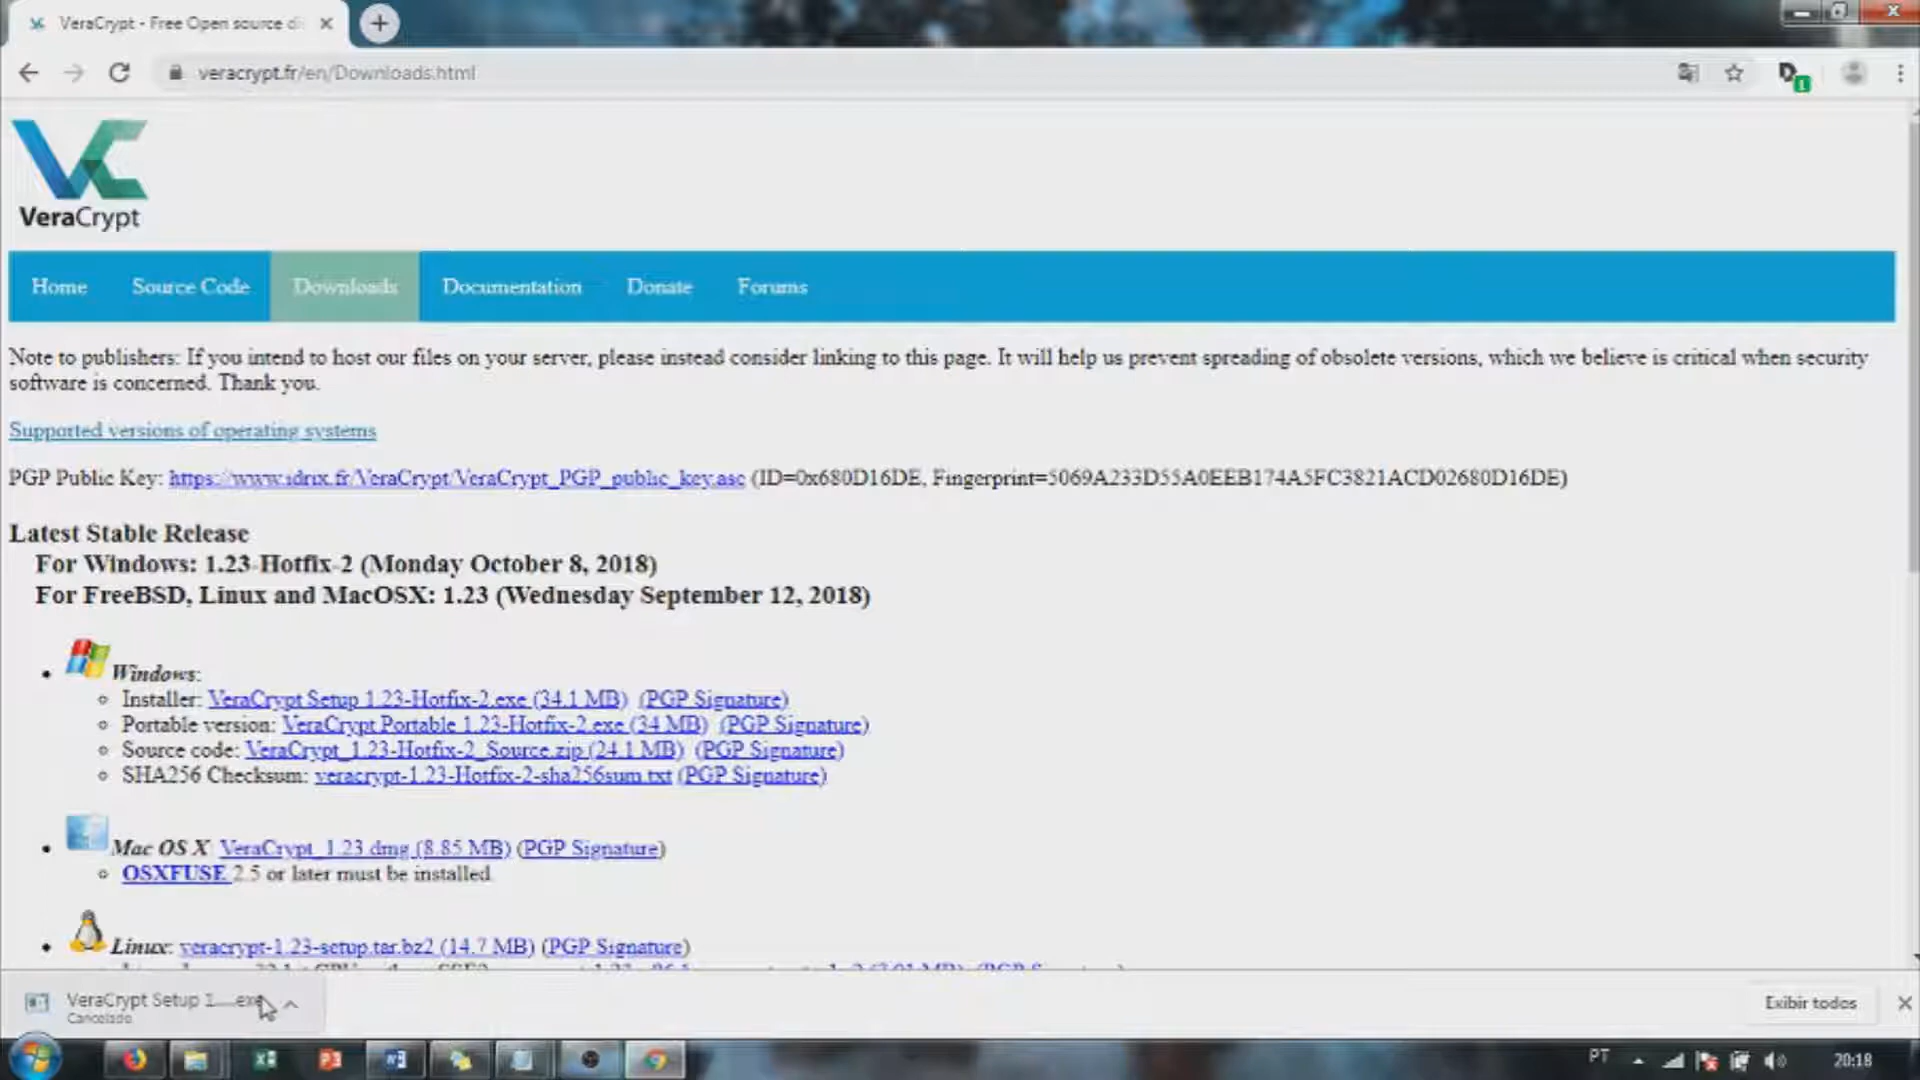 VeraCrypt - Free Open source di
veracrypt.fr/en/Downloads.html
VeraCrypt
Home Source Code Downloads Documentation Donate Forums
Note to publishers: If you intend to host our files on your server, please instead consider linking to this page. It will help us prevent spreading of obsolete versions, which we believe is critical when security
software is concerned. Thank you.
Supported versions of operating systems
PGP Public Key: https://www.idrix.fr/VeraCrypt/VeraCrypt_PGP_public_key.asc (ID=0x680D16DE, Fingerprint=5069A233D55A0EEB174A5FC3821ACD02680D16DE)
Latest Stable Release
For Windows: 1.23-Hotfix-2 (Monday October 8, 2018)
For FreeBSD, Linux and MacOSX: 1.23 (Wednesday September 12, 2018)
Windows:
Installer: VeraCrypt Setup 1.23-Hotfix-2.exe (34.1 MB) (PGP Signature)
Portable version: VeraCrypt Portable 1.23-Hotfix-2.exe (34 MB) (PGP Signature)
Source code: VeraCrypt_1.23-Hotfix-2_Source.zip (24.1 MB) (PGP Signature)
SHA256 Checksum: veracrypt-1.23-Hotfix-2-sha256sum.txt (PGP Signature)
Mac OS X: VeraCrypt_1.23.dmg (8.85 MB) (PGP Signature)
OSXFUSE 2.5 or later must be installed.
Linux: veracrypt-1.23-setup.tar.bz2 (14.7 MB) (PGP Signature)
VeraCrypt Setup 1....exe
Cancelado
Exibir todos
PT 20:18